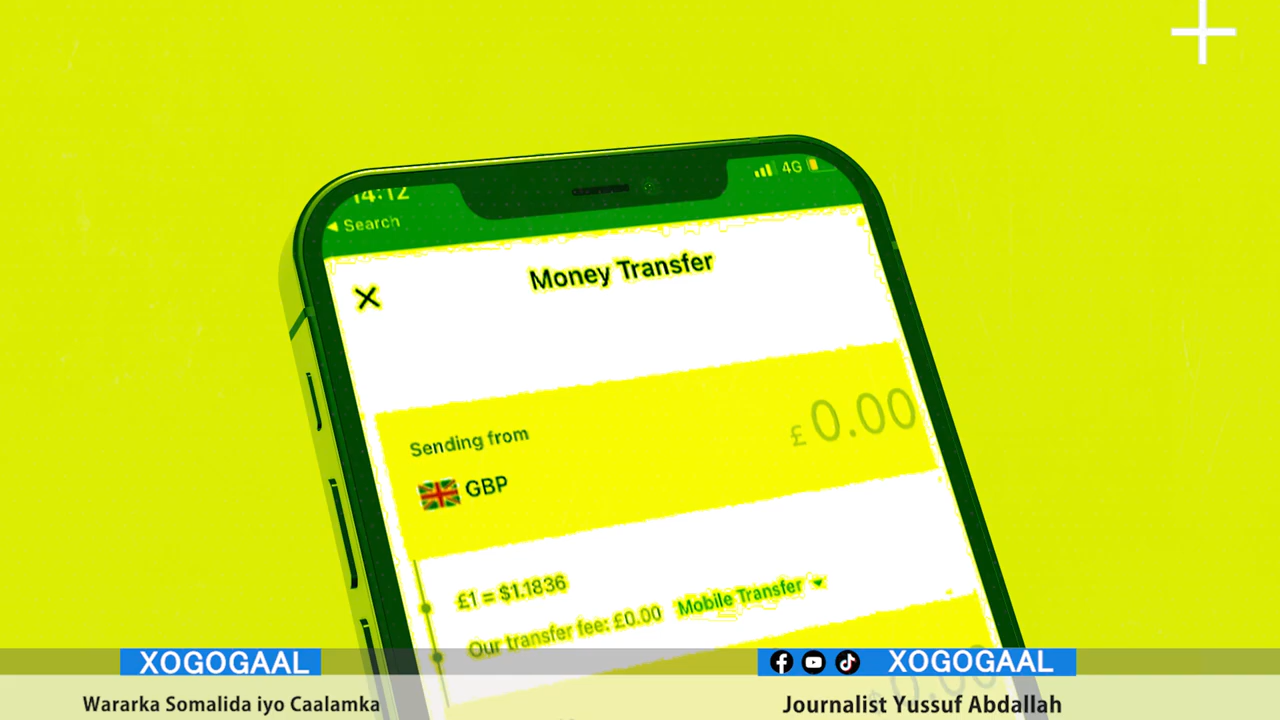 14:12
4G
Search
Money Transfer
Sending from
£0.00
GBP
£1 = $1.1836
Our transfer fee: £0.00 Mobile Transfer
XOGOGAAL
XOGOGAAL
Wararka Somalida iyo Caalamka
Journalist Yussuf Abdallah